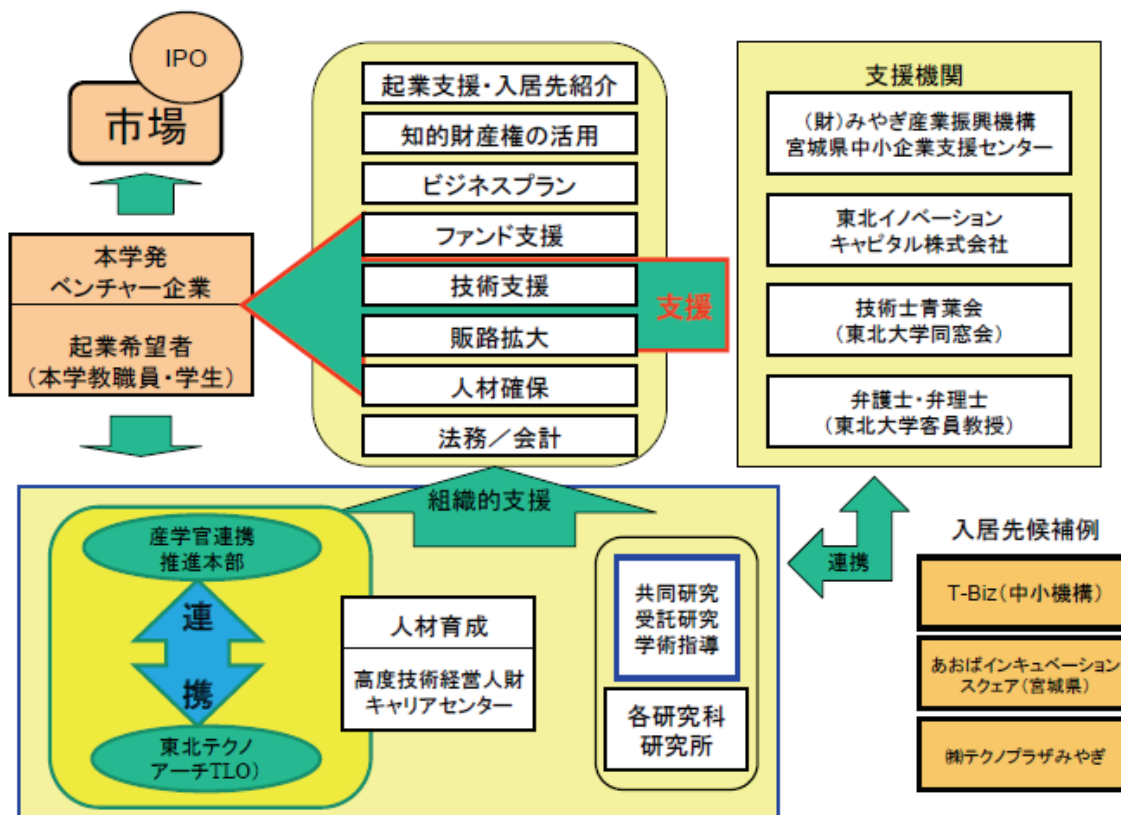 IPO
市場
本学発
ベンチャー企業
起業希望者
(本学教職員・学生)
起業支援・入居先紹介
知的財産権の活用
ビジネスプラン
ファンド支援
技術支援
販路拡大
人材確保
法務／会計
支援
支援機関
(財)みやぎ産業振興機構
宮城県中小企業支援センター
東北イノベーション
キャピタル株式会社
技術士青葉会
(東北大学同窓会)
弁護士・弁理士
(東北大学客員教授)
組織的支援
産学官連携
推進本部
連
携
東北テクノ
アーチTLO)
人材育成
高度技術経営人財
キャリアセンター
共同研究
受託研究
学術指導
各研究科
研究所
連携
入居先候補例
T-Biz(中小機構)
あおばインキュベーション
スクェア(宮城県)
㈱テクノプラザみやぎ